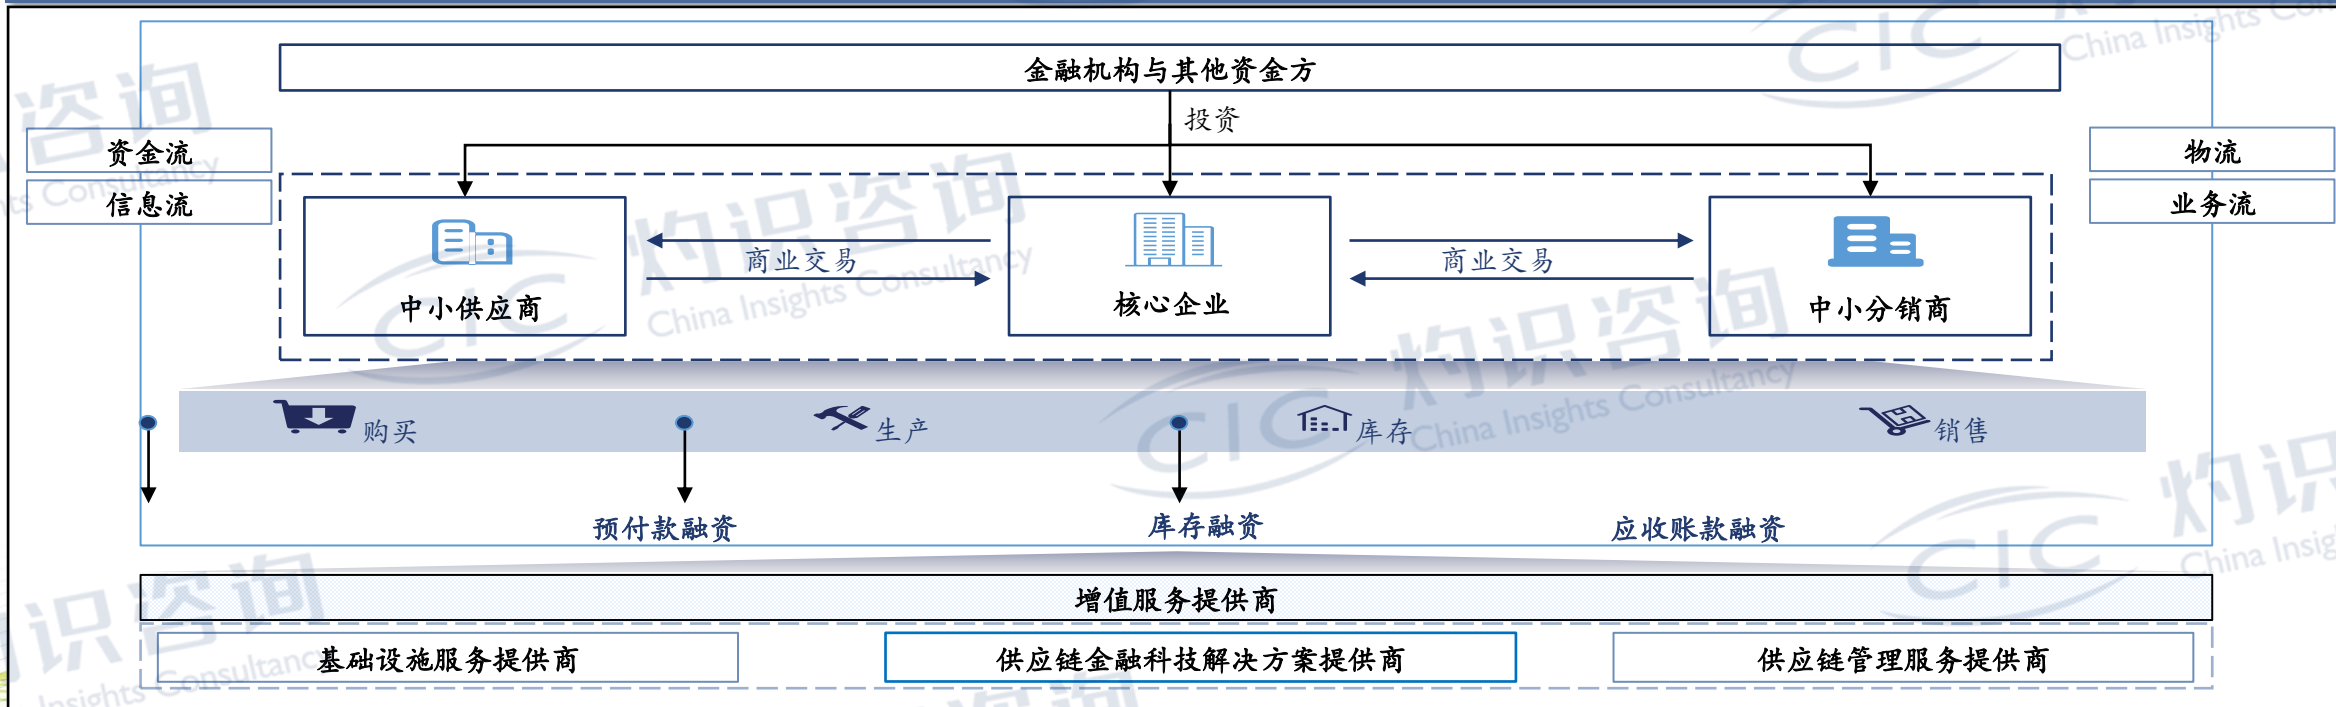 金融机构与其他资金方
投资
资金流
信息流
物流
业务流
中小供应商
商业交易
核心企业
商业交易
中小分销商
购买
生产
库存
销售
预付款融资
库存融资
应收账款融资
增值服务提供商
基础设施服务提供商
供应链金融科技解决方案提供商
供应链管理服务提供商
CIC 灼识咨询
China Insights Consultancy